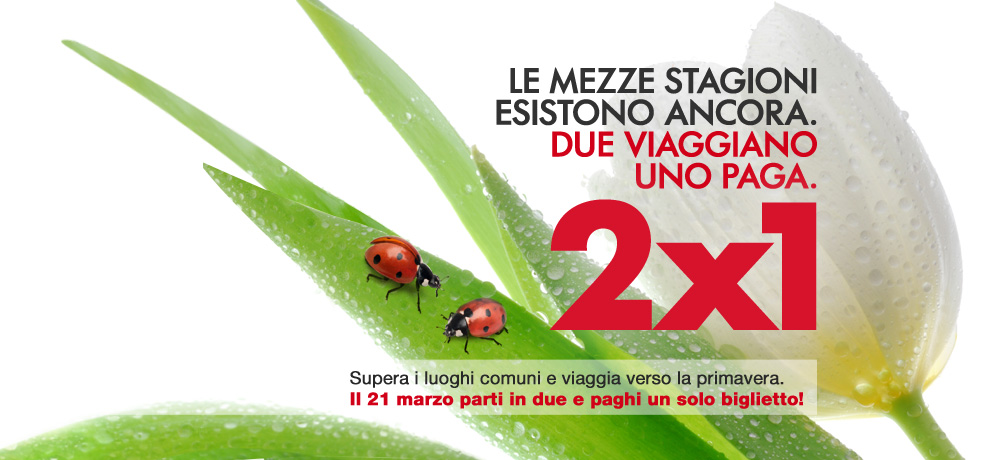 LE MEZZE STAGIONI
ESISTONO ANCORA.
DUE VIAGGIANO
UNO PAGA.
2x1
Supera i luoghi comuni e viaggia verso la primavera.
Il 21 marzo parti in due e paghi un solo biglietto!